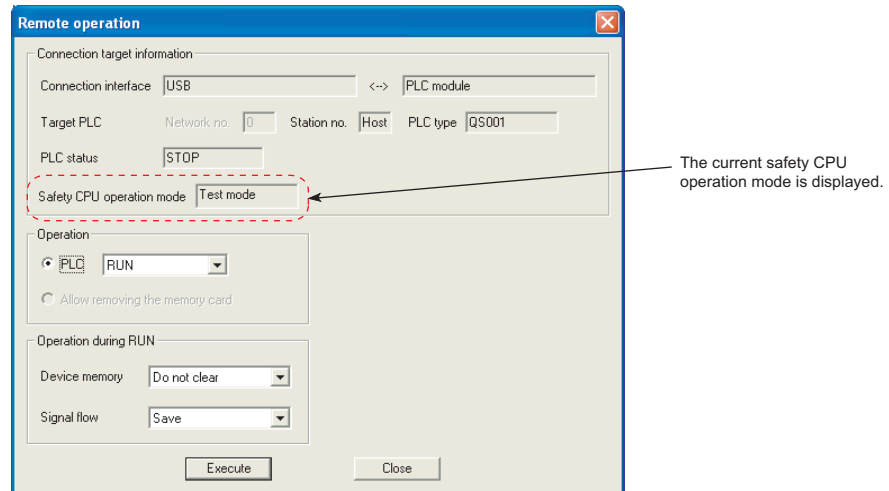 Remote operation
Connection target information
Connection interface USB <--> PLC module
Target PLC Network no. 0 Station no. Host PLC type QS001
PLC status STOP
Safety CPU operation mode Test mode
The current safety CPU
operation mode is displayed.
Operation
PLC RUN
Allow removing the memory card
Operation during RUN
Device memory Do not clear
Signal flow Save
Execute Close